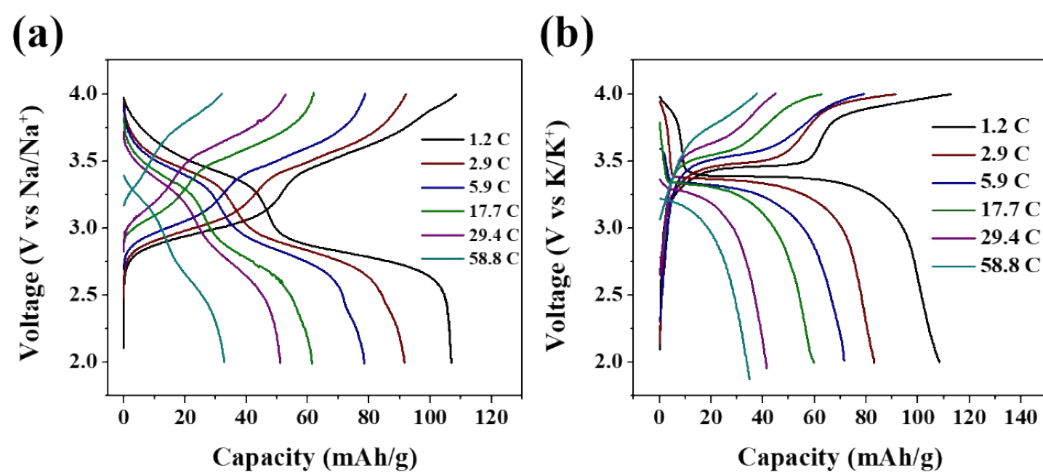 (a)
Voltage (V vs Na/Na⁺)
4.0
3.5
3.0
2.5
2.0
0 20 40 60 80 100 120
Capacity (mAh/g)
1.2 C
2.9 C
5.9 C
17.7 C
29.4 C
58.8 C
(b)
Voltage (V vs K/K⁺)
4.0
3.5
3.0
2.5
2.0
0 20 40 60 80 100 120 140
Capacity (mAh/g)
1.2 C
2.9 C
5.9 C
17.7 C
29.4 C
58.8 C